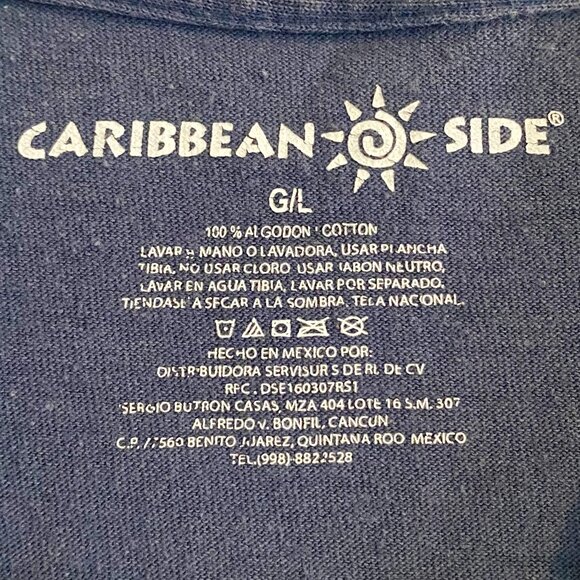 CARIBBEAN SIDE®
G/L
100 % ALGODON / COTTON
LAVAR A MANO O LAVADORA, USAR PLANCHA
TIBIA, NO USAR CLORO, USAR JABON NEUTRO,
LAVAR EN AGUA TIBIA, LAVAR POR SEPARADO,
TIENDASE A SECAR A LA SOMBRA, TELA NACIONAL.
HECHO EN MEXICO POR:
DISTRIBUIDORA SERVISUR S DE RL DE CV
RFC. DSE160307RS1
SERGIO BUTRON CASAS, MZA 404 LOTE 16 S.M. 307
ALFREDO V. BONFIL, CANCUN
C.P. 77560 BENITO JUAREZ, QUINTANA ROO MEXICO
TEL.(998) 8822528